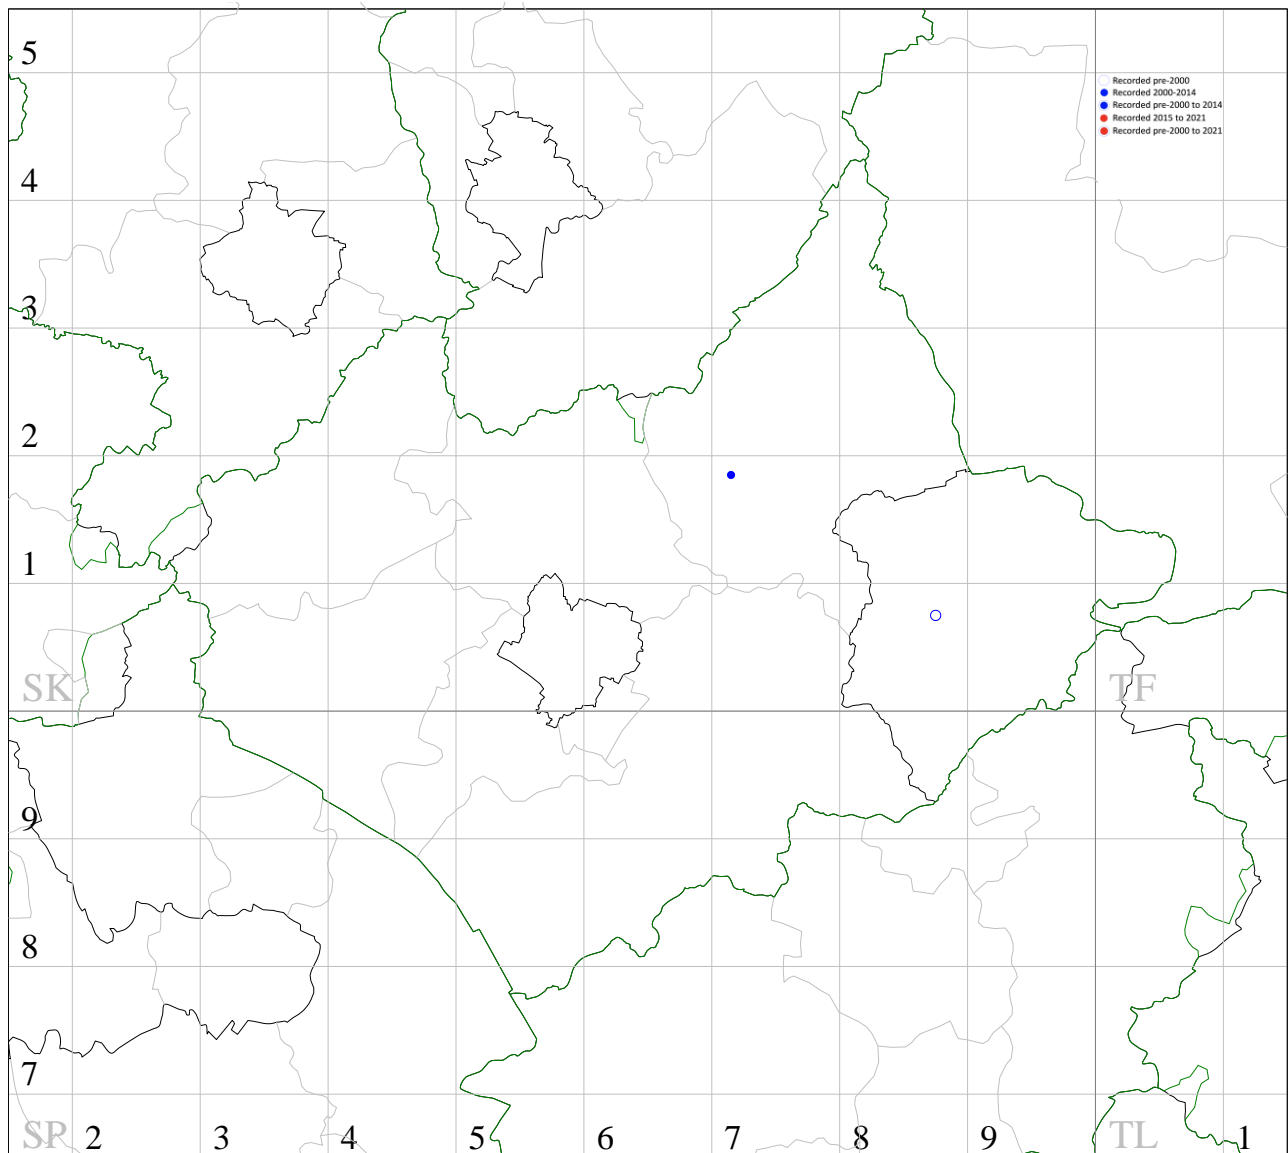 5
Recorded pre-2000
Recorded 2000-2014
Recorded pre-2000 to 2014
Recorded 2015 to 2021
Recorded pre-2000 to 2021
4
3
2
1
SK
TF
9
8
7
SP 2 3 4 5 6 7 8 9 TL 1